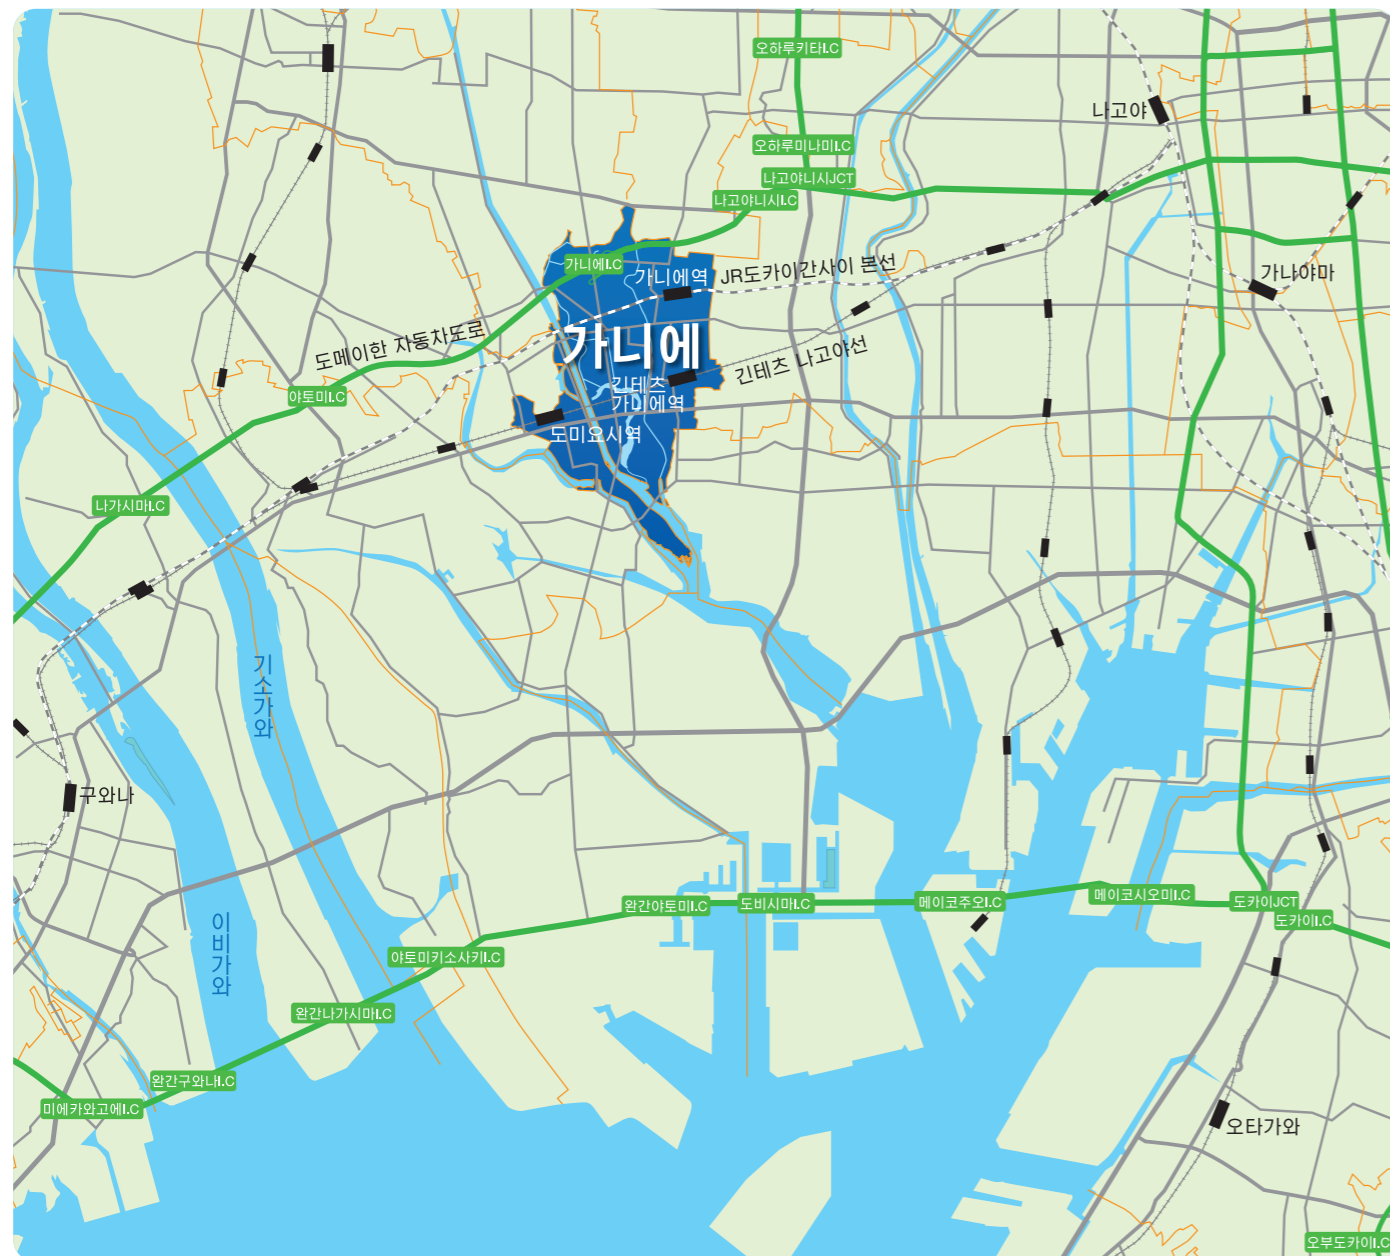 오하루키타I.C
나고야
오하루미나미I.C
나고야니시JCT
나고야니시I.C
가니에I.C
가니에역
JR도카이간사이 본선
가나야마
도메이한 자동차도로
가니에
긴테츠 나고야선
긴테츠
가니에역
야토미I.C
도미요시역
나가시마I.C
기소가와
구와나
이비가와
완간야토미I.C
도비시마I.C
메이코주오I.C
메이코시오미I.C
도카이JCT
도카이I.C
야토미키소사키I.C
완간나가시마I.C
완간구와나I.C
미에카와고에I.C
오타가와
오부도카이I.C